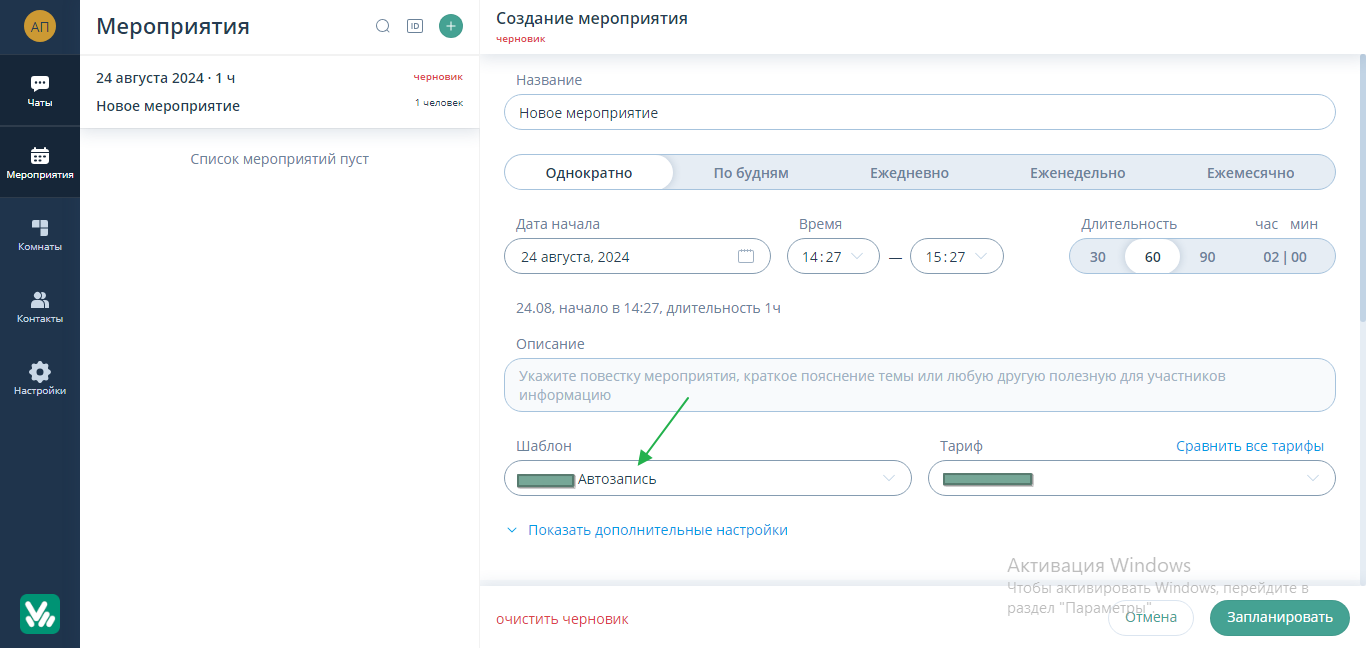 АП
Чаты
Мероприятия
Комнаты
Контакты
Настройки
Мероприятия
ID
24 августа 2024 · 1 ч
черновик
Новое мероприятие
1 человек
Список мероприятий пуст
Создание мероприятия
черновик
Название
Новое мероприятие
Однократно По будням Ежедневно Еженедельно Ежемесячно
Дата начала Время Длительность час мин
24 августа, 2024 14:27 — 15:27 30 60 90 02 | 00
24.08, начало в 14:27, длительность 1ч
Описание
Укажите повестку мероприятия, краткое пояснение темы или любую другую полезную для участников
информацию
Шаблон Тариф Сравнить все тарифы
Автозапись
Показать дополнительные настройки
Активация Windows
Чтобы активировать Windows, перейдите в
раздел "Параметры".
очистить черновик Отмена Запланировать